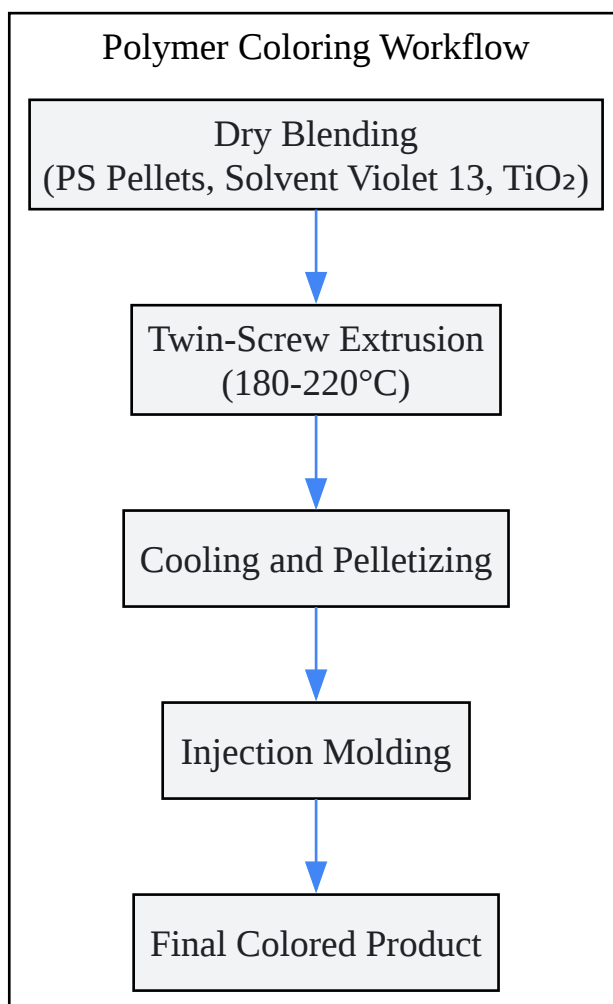 Polymer Coloring Workflow
Dry Blending
(PS Pellets, Solvent Violet 13, TiO₂)
Twin-Screw Extrusion
(180-220°C)
Cooling and Pelletizing
Injection Molding
Final Colored Product